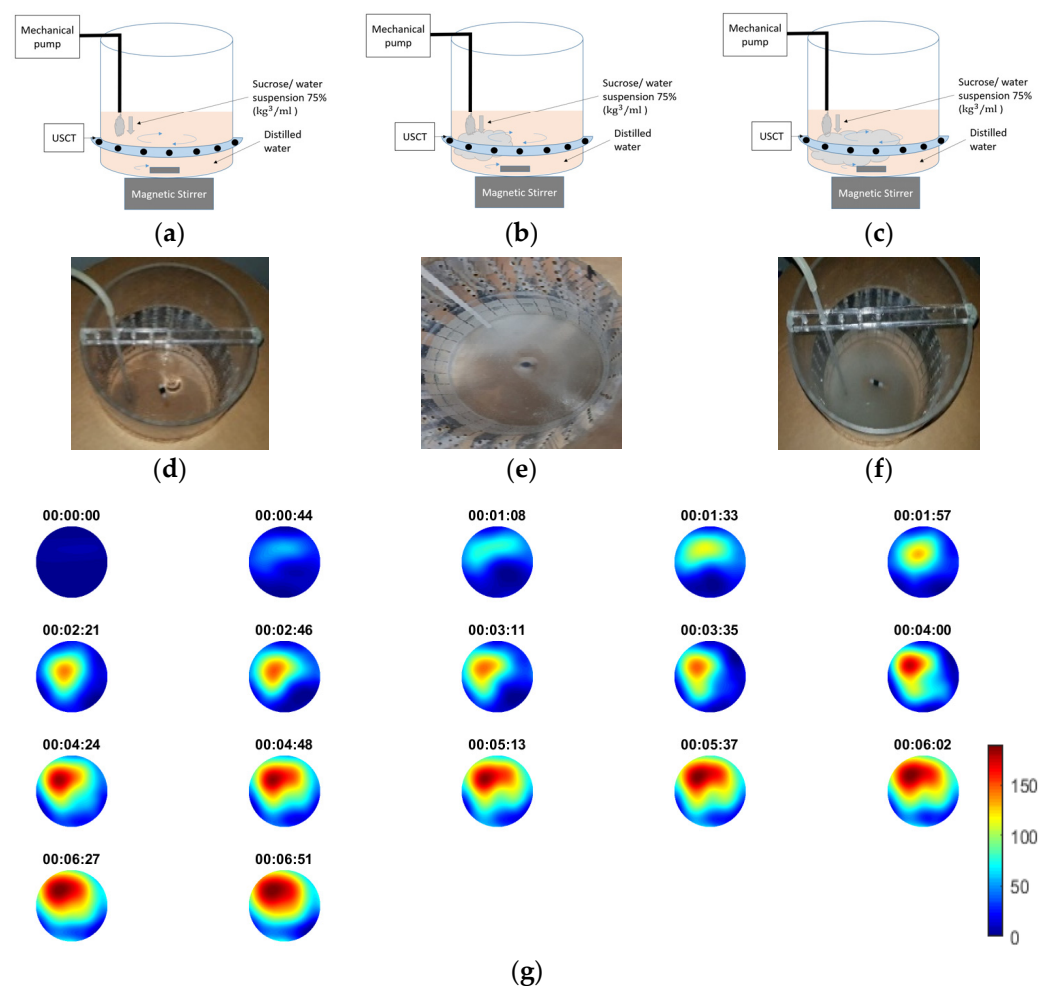 Mechanical
pump
Sucrose/ water
suspension 75%
(kg³/ml )
USCT
Distilled
water
Magnetic Stirrer
(a)
Mechanical
pump
Sucrose/ water
suspension 75%
(kg³/ml )
USCT
Distilled
water
Magnetic Stirrer
(b)
Mechanical
pump
Sucrose/ water
suspension 75%
(kg³/ml )
USCT
Distilled
water
Magnetic Stirrer
(c)
(d)
(e)
(f)
00:00:00
00:00:44
00:01:08
00:01:33
00:01:57
00:02:21
00:02:46
00:03:11
00:03:35
00:04:00
00:04:24
00:04:48
00:05:13
00:05:37
00:06:02
00:06:27
00:06:51
150
100
50
0
(g)